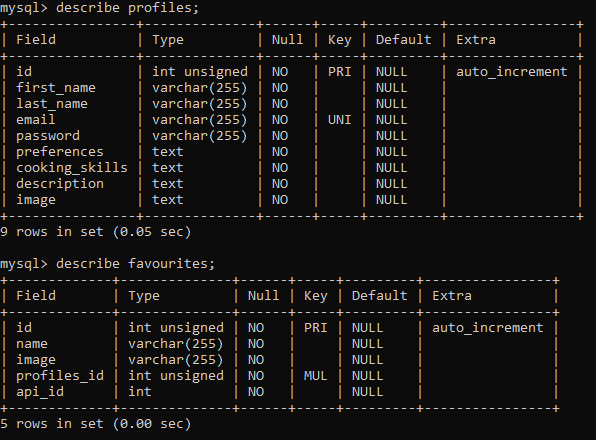 mysql> describe profiles;
+----------------+--------------+------+-----+---------+----------------+
| Field          | Type         | Null | Key | Default | Extra          |
+----------------+--------------+------+-----+---------+----------------+
| id             | int unsigned | NO   | PRI | NULL    | auto_increment |
| first_name     | varchar(255) | NO   |     | NULL    |                |
| last_name      | varchar(255) | NO   |     | NULL    |                |
| email          | varchar(255) | NO   | UNI | NULL    |                |
| password       | varchar(255) | NO   |     | NULL    |                |
| preferences    | text         | NO   |     | NULL    |                |
| cooking_skills | text         | NO   |     | NULL    |                |
| description    | text         | NO   |     | NULL    |                |
| image          | text         | NO   |     | NULL    |                |
+----------------+--------------+------+-----+---------+----------------+
9 rows in set (0.05 sec)

mysql> describe favourites;
+-------------+--------------+------+-----+---------+----------------+
| Field       | Type         | Null | Key | Default | Extra          |
+-------------+--------------+------+-----+---------+----------------+
| id          | int unsigned | NO   | PRI | NULL    | auto_increment |
| name        | varchar(255) | NO   |     | NULL    |                |
| image       | varchar(255) | NO   |     | NULL    |                |
| profiles_id | int unsigned | NO   | MUL | NULL    |                |
| api_id      | int          | NO   |     | NULL    |                |
+-------------+--------------+------+-----+---------+----------------+
5 rows in set (0.00 sec)